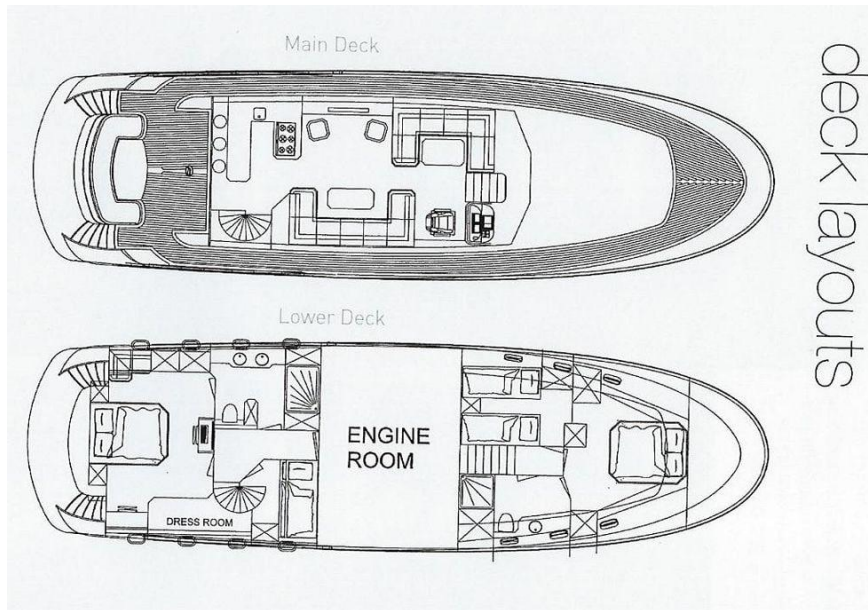 Main Deck
deck layouts
Lower Deck
ENGINE
ROOM
DRESS ROOM